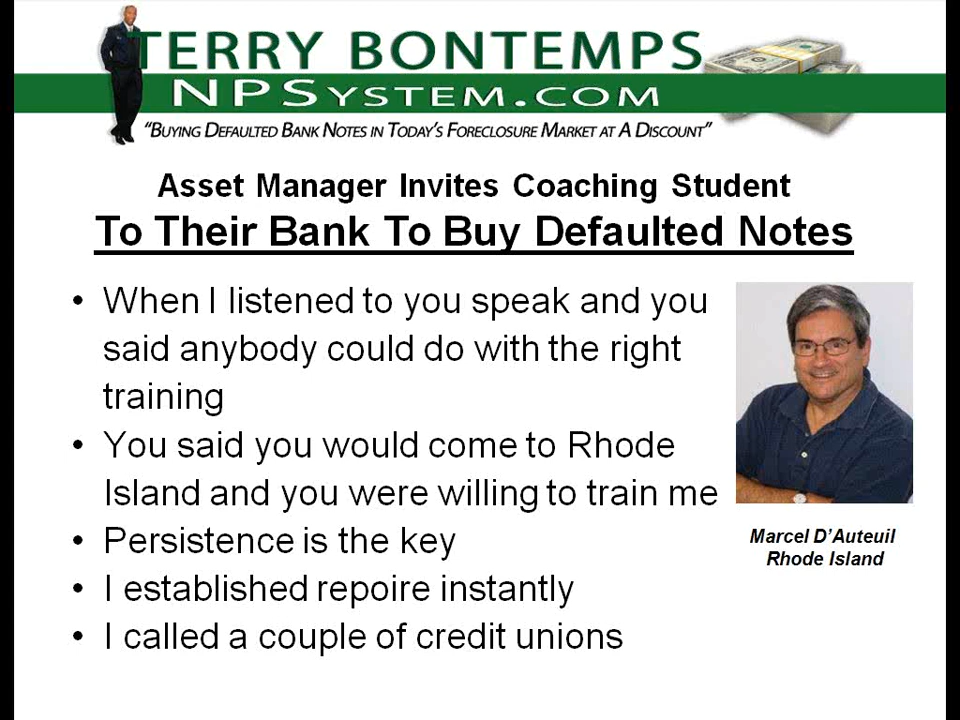 TERRY BONTEMPS
NPSYSTEM.COM
"BUYING DEFAULTED BANK NOTES IN TODAY'S FORECLOSURE MARKET AT A DISCOUNT"
Asset Manager Invites Coaching Student
To Their Bank To Buy Defaulted Notes
• When I listened to you speak and you
said anybody could do with the right
training
• You said you would come to Rhode
Island and you were willing to train me
• Persistence is the key
• I established repoire instantly
• I called a couple of credit unions
Marcel D'Auteuil
Rhode Island